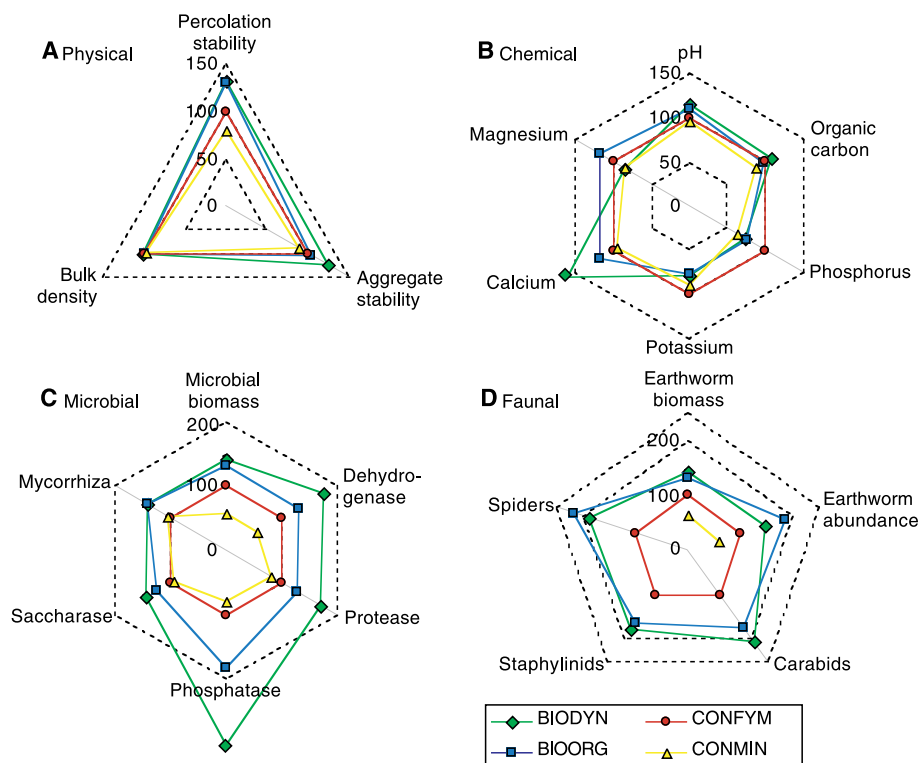 A Physical
Percolation
stability
150
100
50
0
Bulk
density
Aggregate
stability
B Chemical
pH
150
100
50
0
Magnesium
Organic
carbon
Calcium
Phosphorus
Potassium
C Microbial
Microbial
biomass
200
100
0
Mycorrhiza
Dehydro-
genase
Saccharase
Protease
Phosphatase
D Faunal
Earthworm
biomass
200
100
0
Spiders
Earthworm
abundance
Staphylinids
Carabids
BIODYN
CONFYM
BIOORG
CONMIN